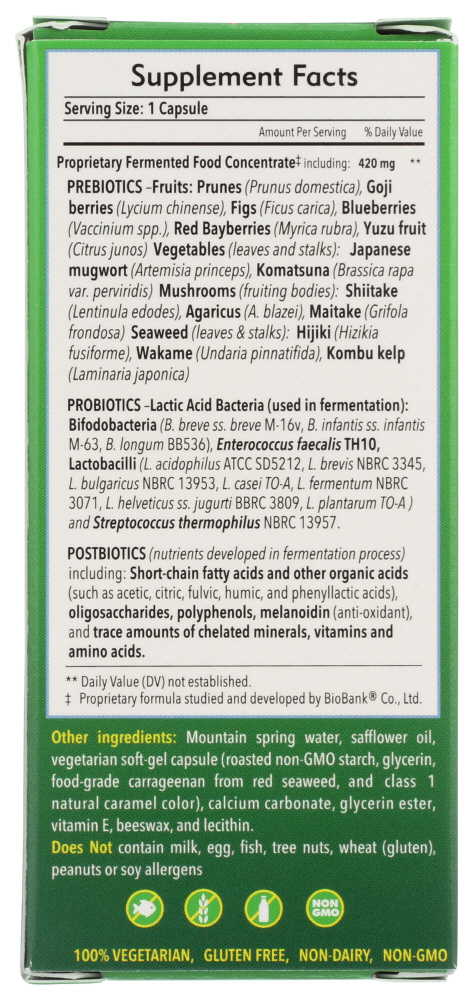 Supplement Facts
Serving Size: 1 Capsule
Amount Per Serving % Daily Value
Proprietary Fermented Food Concentrate‡ including: 420 mg **
PREBIOTICS –Fruits: Prunes (Prunus domestica), Goji
berries (Lycium chinense), Figs (Ficus carica), Blueberries
(Vaccinium spp.), Red Bayberries (Myrica rubra), Yuzu fruit
(Citrus junos) Vegetables (leaves and stalks): Japanese
mugwort (Artemisia princeps), Komatsuna (Brassica rapa
var. perviridis) Mushrooms (fruiting bodies): Shiitake
(Lentinula edodes), Agaricus (A. blazei), Maitake (Grifola
frondosa) Seaweed (leaves & stalks): Hijiki (Hizikia
fusiforme), Wakame (Undaria pinnatifida), Kombu kelp
(Laminaria japonica)
PROBIOTICS –Lactic Acid Bacteria (used in fermentation):
Bifodobacteria (B. breve ss. breve M-16v, B. infantis ss. infantis
M-63, B. longum BB536), Enterococcus faecalis TH10,
Lactobacilli (L. acidophilus ATCC SD5212, L. brevis NBRC 3345,
L. bulgaricus NBRC 13953, L. casei TO-A, L. fermentum NBRC
3071, L. helveticus ss. jugurti BBRC 3809, L. plantarum TO-A )
and Streptococcus thermophilus NBRC 13957.
POSTBIOTICS (nutrients developed in fermentation process)
including: Short-chain fatty acids and other organic acids
(such as acetic, citric, fulvic, humic, and phenyllactic acids),
oligosaccharides, polyphenols, melanoidin (anti-oxidant),
and trace amounts of chelated minerals, vitamins and
amino acids.
** Daily Value (DV) not established.
‡ Proprietary formula studied and developed by BioBank® Co., Ltd.
Other ingredients: Mountain spring water, safflower oil,
vegetarian soft-gel capsule (roasted non-GMO starch, glycerin,
food-grade carrageenan from red seaweed, and class 1
natural caramel color), calcium carbonate, glycerin ester,
vitamin E, beeswax, and lecithin.
Does Not contain milk, egg, fish, tree nuts, wheat (gluten),
peanuts or soy allergens
NON
GMO
100% VEGETARIAN, GLUTEN FREE, NON-DAIRY, NON-GMO